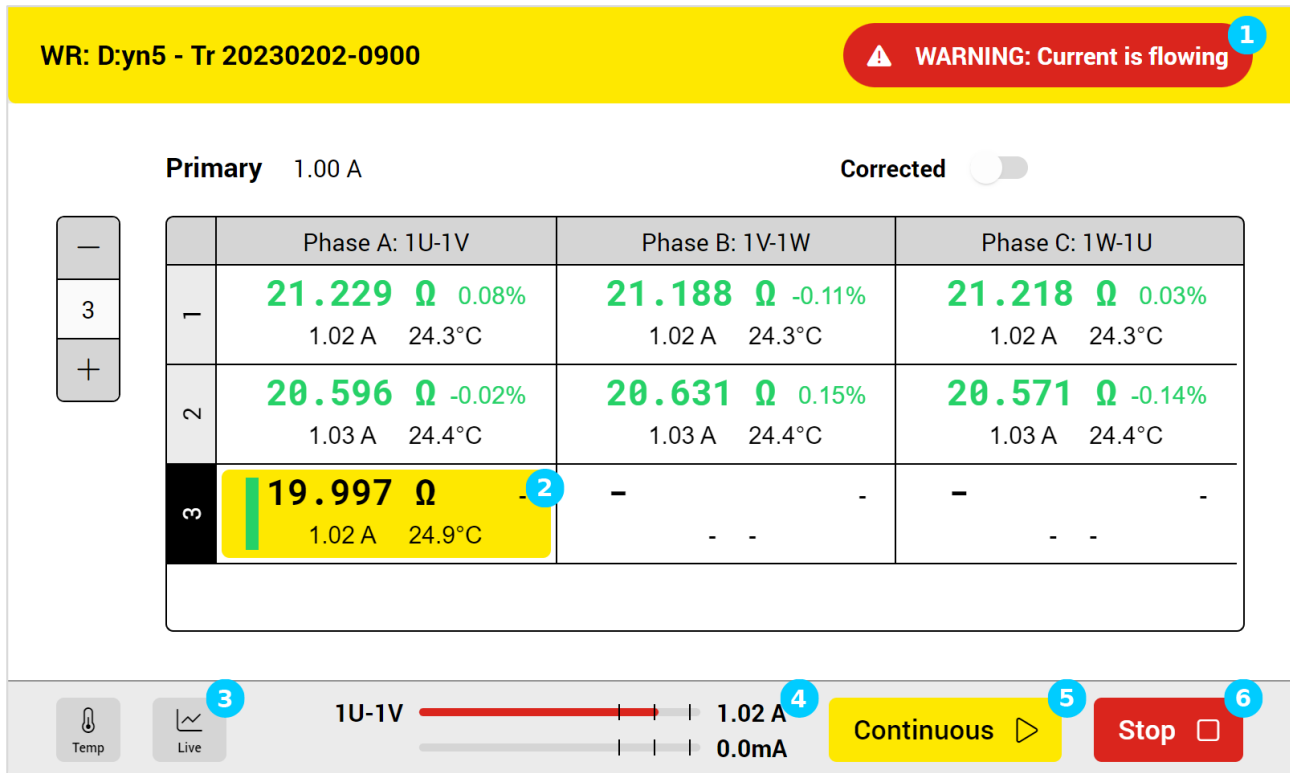 1
WR: D:yn5 - Tr 20230202-0900 WARNING: Current is flowing
Primary 1.00 A Corrected
Phase A: 1U-1V Phase B: 1V-1W Phase C: 1W-1U
—
3
+
1 21.229 Ω 0.08% 21.188 Ω -0.11% 21.218 Ω 0.03%
1.02 A 24.3°C 1.02 A 24.3°C 1.02 A 24.3°C
2 20.596 Ω -0.02% 20.631 Ω 0.15% 20.571 Ω -0.14%
1.03 A 24.4°C 1.03 A 24.4°C 1.03 A 24.4°C
3 19.997 Ω - 2 - - - -
1.02 A 24.9°C - - - -
3 4 5 6
1U-1V 1.02 A Continuous Stop
0.0mA
Temp Live